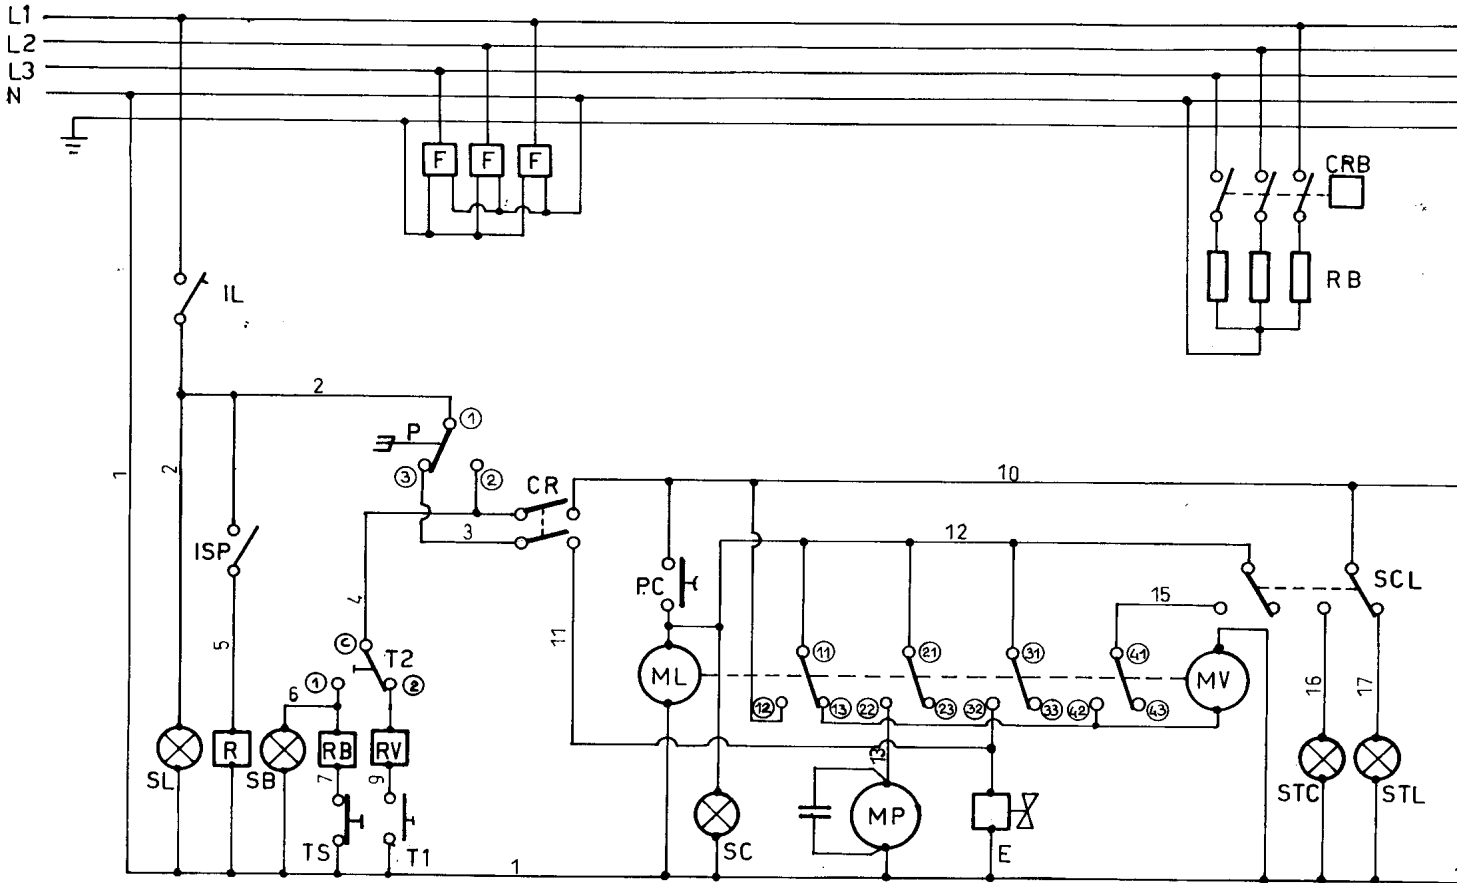 L1
L2
L3
N
F F F
CRB
RB
IL
2
P
①
③ ②
CR
10
1
2
3
12
ISP
PC
SCL
15
4
11
5
C
T2
① ②
6
ML
⑪ ㉑ ㉛ ㊶
MV
16 17
⑫ ⑬ ㉒ ㉓ ㉜ ㉝ ㊷ ㊸
R RB RV
SL SB
7 9
13
STC STL
MP
TS T1
SC
E
1